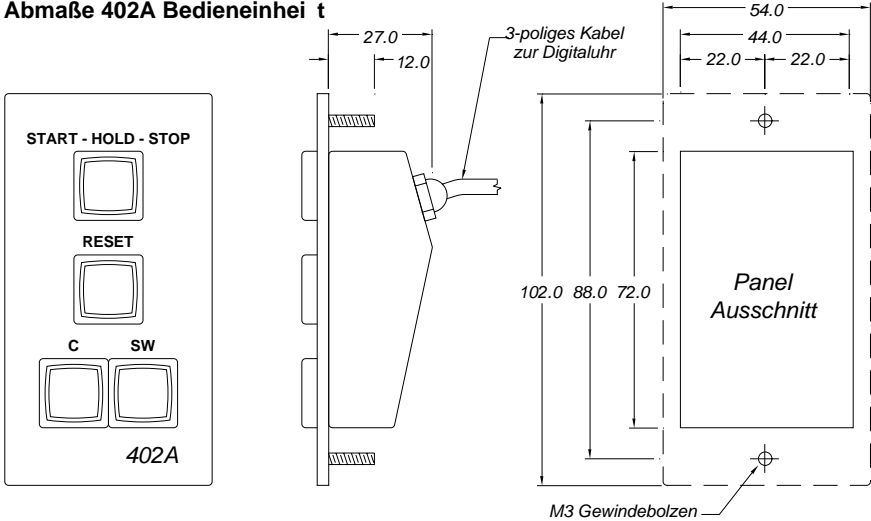 Abmaße 402A Bedieneinhei t
START - HOLD - STOP
RESET
C SW
402A
27.0
12.0
3-poliges Kabel
zur Digitaluhr
54.0
44.0
22.0 22.0
102.0 88.0 72.0
Panel
Ausschnitt
M3 Gewindebolzen